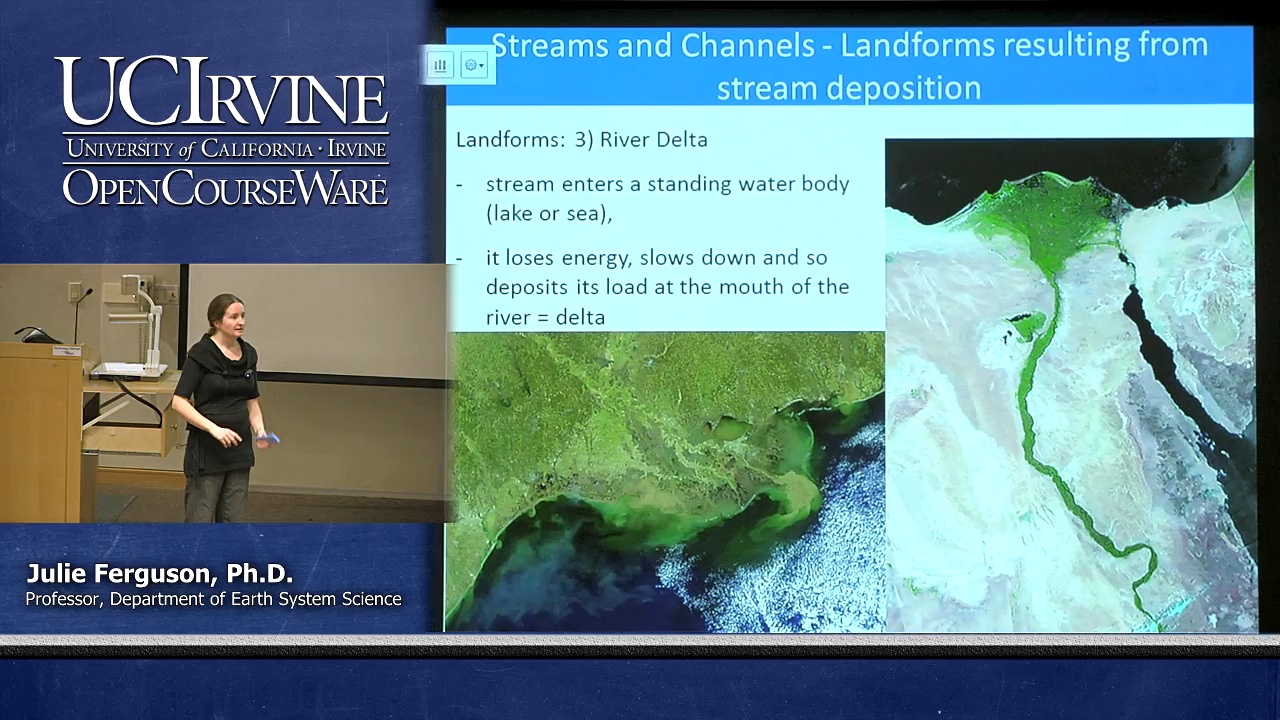 UCIRVINE
UNIVERSITY of CALIFORNIA · IRVINE
OPENCOURSEWARE
Streams and Channels - Landforms resulting from
stream deposition
Landforms: 3) River Delta
- stream enters a standing water body
(lake or sea),
- it loses energy, slows down and so
deposits its load at the mouth of the
river = delta
Julie Ferguson, Ph.D.
Professor, Department of Earth System Science